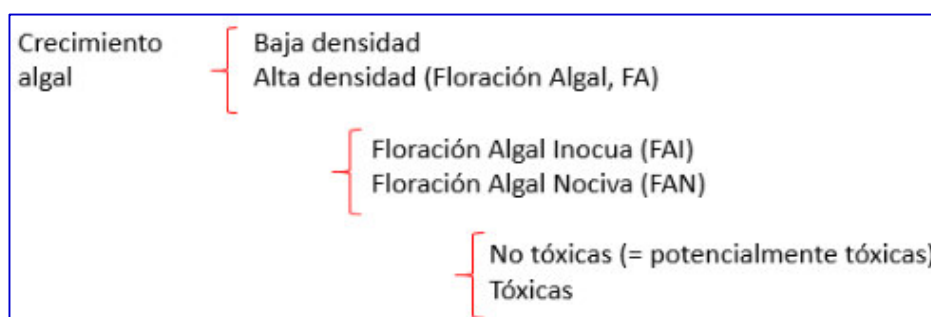 Crecimiento
algal
Baja densidad
Alta densidad (Floración Algal, FA)
Floración Algal Inocua (FAI)
Floración Algal Nociva (FAN)
No tóxicas (= potencialmente tóxicas)
Tóxicas